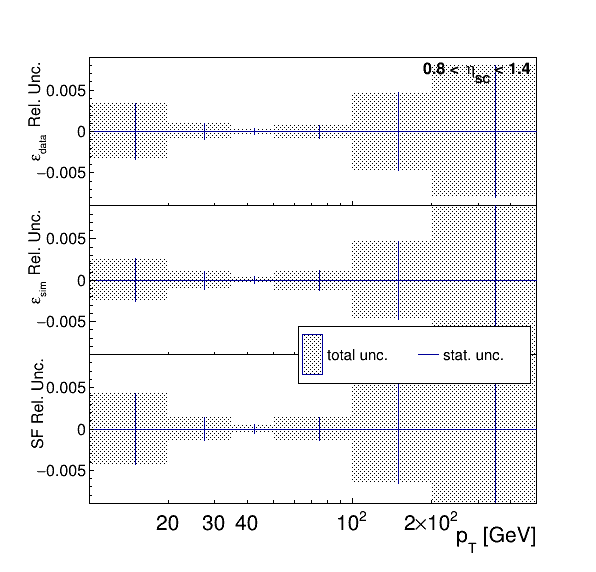 0.8 < η_SC < 1.4
ε_data Rel. Unc.
0.005
0
−0.005
ε_sim Rel. Unc.
0.005
0
−0.005
total unc.
stat. unc.
SF Rel. Unc.
0.005
0
−0.005
20 30 40 10² 2×10²
p_T [GeV]